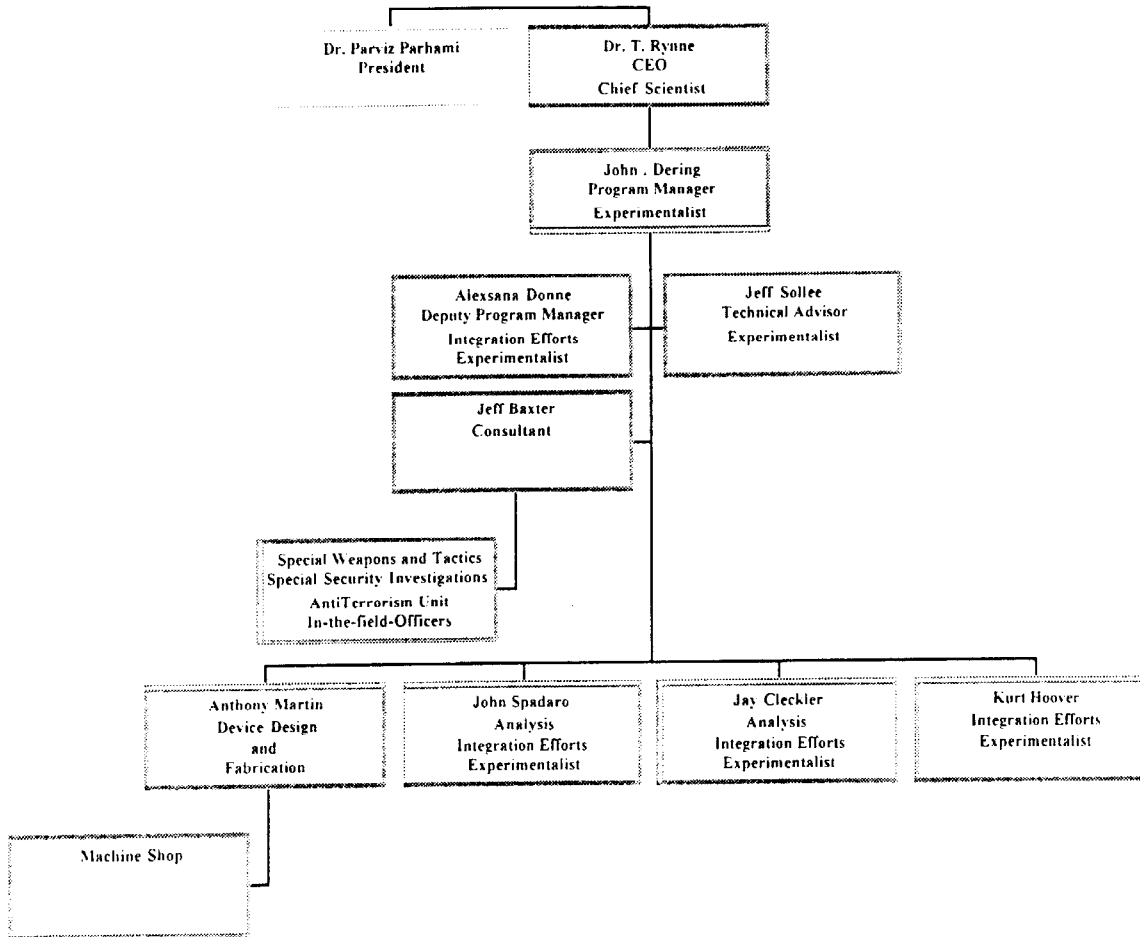 Dr. Parviz Parhami
President
Dr. T. Rynne
CEO
Chief Scientist
John . Dering
Program Manager
Experimentalist
Alexsana Donne
Deputy Program Manager
Integration Efforts
Experimentalist
Jeff Sollee
Technical Advisor
Experimentalist
Jeff Baxter
Consultant
Special Weapons and Tactics
Special Security Investigations
AntiTerrorism Unit
In-the-field-Officers
Anthony Martin
Device Design
and
Fabrication
John Spadaro
Analysis
Integration Efforts
Experimentalist
Jay Cleckler
Analysis
Integration Efforts
Experimentalist
Kurt Hoover
Integration Efforts
Experimentalist
Machine Shop